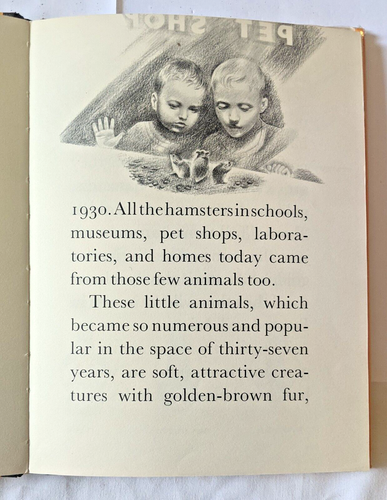 PET SHOP
1930. All the hamsters in schools,
museums, pet shops, labora-
tories, and homes today came
from those few animals too.
These little animals, which
became so numerous and popu-
lar in the space of thirty-seven
years, are soft, attractive crea-
tures with golden-brown fur,